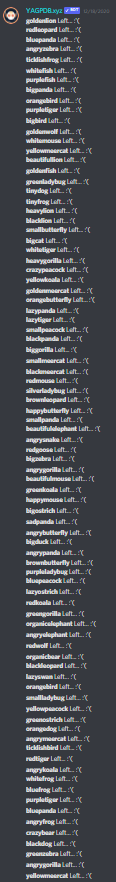 YAGPDB.xyz BOT 12/18/2020
goldenlion Left... :'(
redleopard Left... :'(
bluepanda Left... :'(
angryzebra Left... :'(
ticklishfrog Left... :'(
whitefish Left... :'(
purplefish Left... :'(
bigpanda Left... :'(
orangebird Left... :'(
purpletiger Left... :'(
bigbird Left... :'(
goldenwolf Left... :'(
whitemouse Left... :'(
yellowmeercat Left... :'(
beautifullion Left... :'(
goldenfish Left... :'(
greenladybug Left... :'(
tinydog Left... :'(
tinyfrog Left... :'(
heavylion Left... :'(
blacklion Left... :'(
smallbutterfly Left... :'(
bigcat Left... :'(
whitetiger Left... :'(
heavygorilla Left... :'(
crazypeacock Left... :'(
yellowkoala Left... :'(
goldenmeercat Left... :'(
orangebutterfly Left... :'(
lazypanda Left... :'(
lazytiger Left... :'(
smallpeacock Left... :'(
blackpanda Left... :'(
biggorilla Left... :'(
smallmeercat Left... :'(
blackmeercat Left... :'(
redmouse Left... :'(
silverladybug Left... :'(
brownleopard Left... :'(
happybutterfly Left... :'(
smallpanda Left... :'(
beautifulelephant Left... :'(
angrysnake Left... :'(
redgoose Left... :'(
bigzebra Left... :'(
angrygorilla Left... :'(
beautifulmouse Left... :'(
greenkoala Left... :'(
happymouse Left... :'(
bigostrich Left... :'(
sadpanda Left... :'(
angrybutterfly Left... :'(
bigduck Left... :'(
angrypanda Left... :'(
brownbutterfly Left... :'(
purpleladybug Left... :'(
bluepeacock Left... :'(
lazyostrich Left... :'(
redkoala Left... :'(
greengorilla Left... :'(
organicelephant Left... :'(
angryelephant Left... :'(
redwolf Left... :'(
organicbear Left... :'(
blackleopard Left... :'(
lazyswan Left... :'(
orangebird Left... :'(
smallladybug Left... :'(
yellowpeacock Left... :'(
greenostrich Left... :'(
orangedog Left... :'(
angrymeercat Left... :'(
ticklishbird Left... :'(
redtiger Left... :'(
angrykoala Left... :'(
whitefrog Left... :'(
bluefrog Left... :'(
purpletiger Left... :'(
bluepanda Left... :'(
angryfrog Left... :'(
crazybear Left... :'(
blackdog Left... :'(
greenzebra Left... :'(
angrygorilla Left... :'(
yellowmeercat Left... :'(